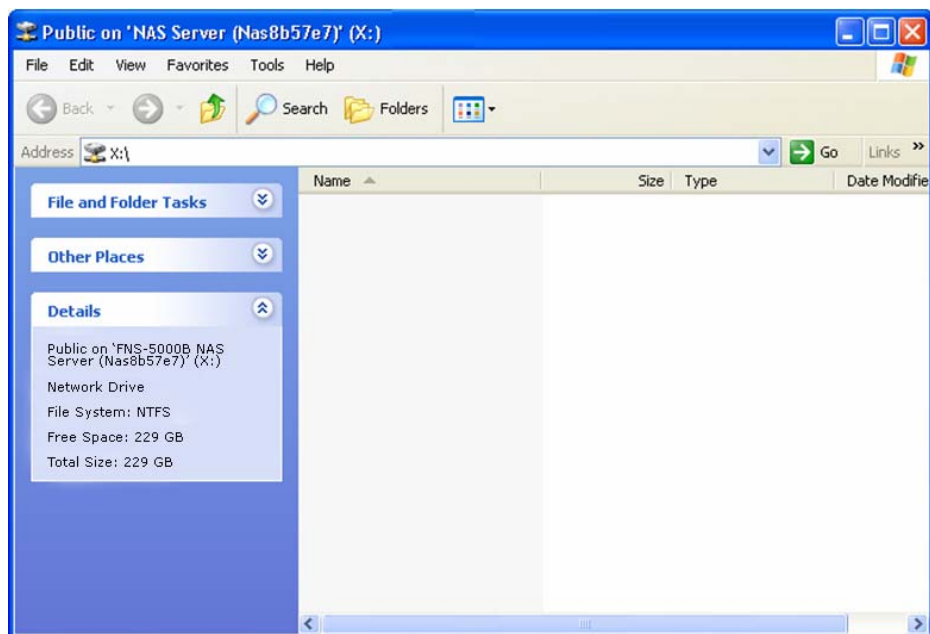 Public on 'NAS Server (Nas8b57e7)' (X:)
File Edit View Favorites Tools Help
Back Search Folders
Address X:\ Go Links »
Name Size Type Date Modifie
File and Folder Tasks
Other Places
Details
Public on 'FNS-5000B NAS
Server (Nas8b57e7)' (X:)
Network Drive
File System: NTFS
Free Space: 229 GB
Total Size: 229 GB